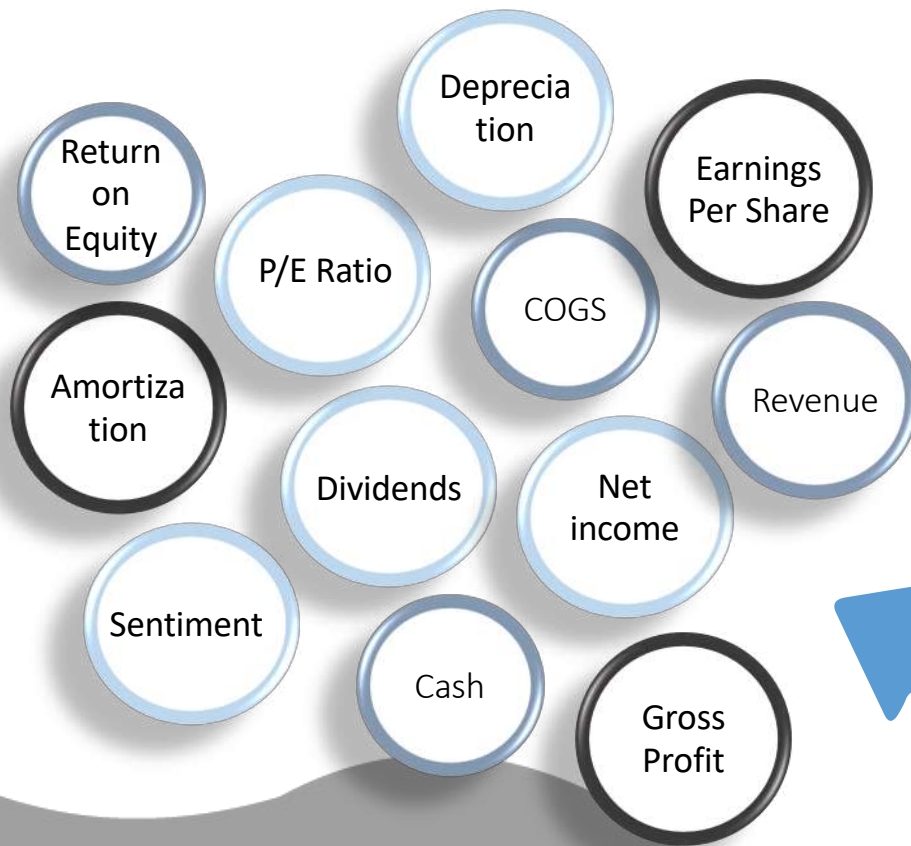 Deprecia
tion
Return
on
Equity
Earnings
Per Share
P/E Ratio
COGS
Amortiza
tion
Revenue
Dividends
Net
income
Sentiment
Cash
Gross
Profit